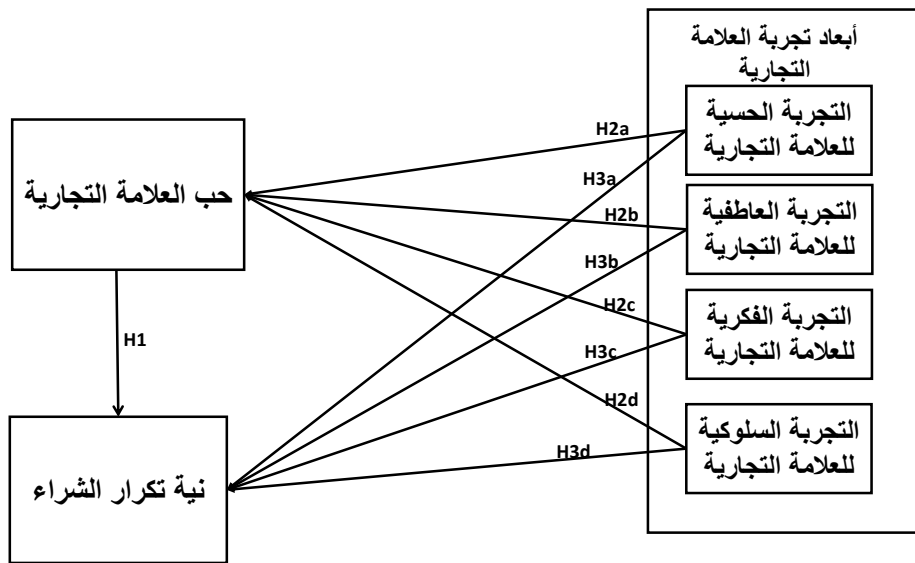 أبعاد تجربة العلامة
التجارية
التجربة الحسية
للعلامة التجارية
التجربة العاطفية
للعلامة التجارية
التجربة الفكرية
للعلامة التجارية
التجربة السلوكية
للعلامة التجارية
H2a
H3a
H2b
H3b
H2c
H3c
H2d
H3d
حب العلامة التجارية
H1
نية تكرار الشراء